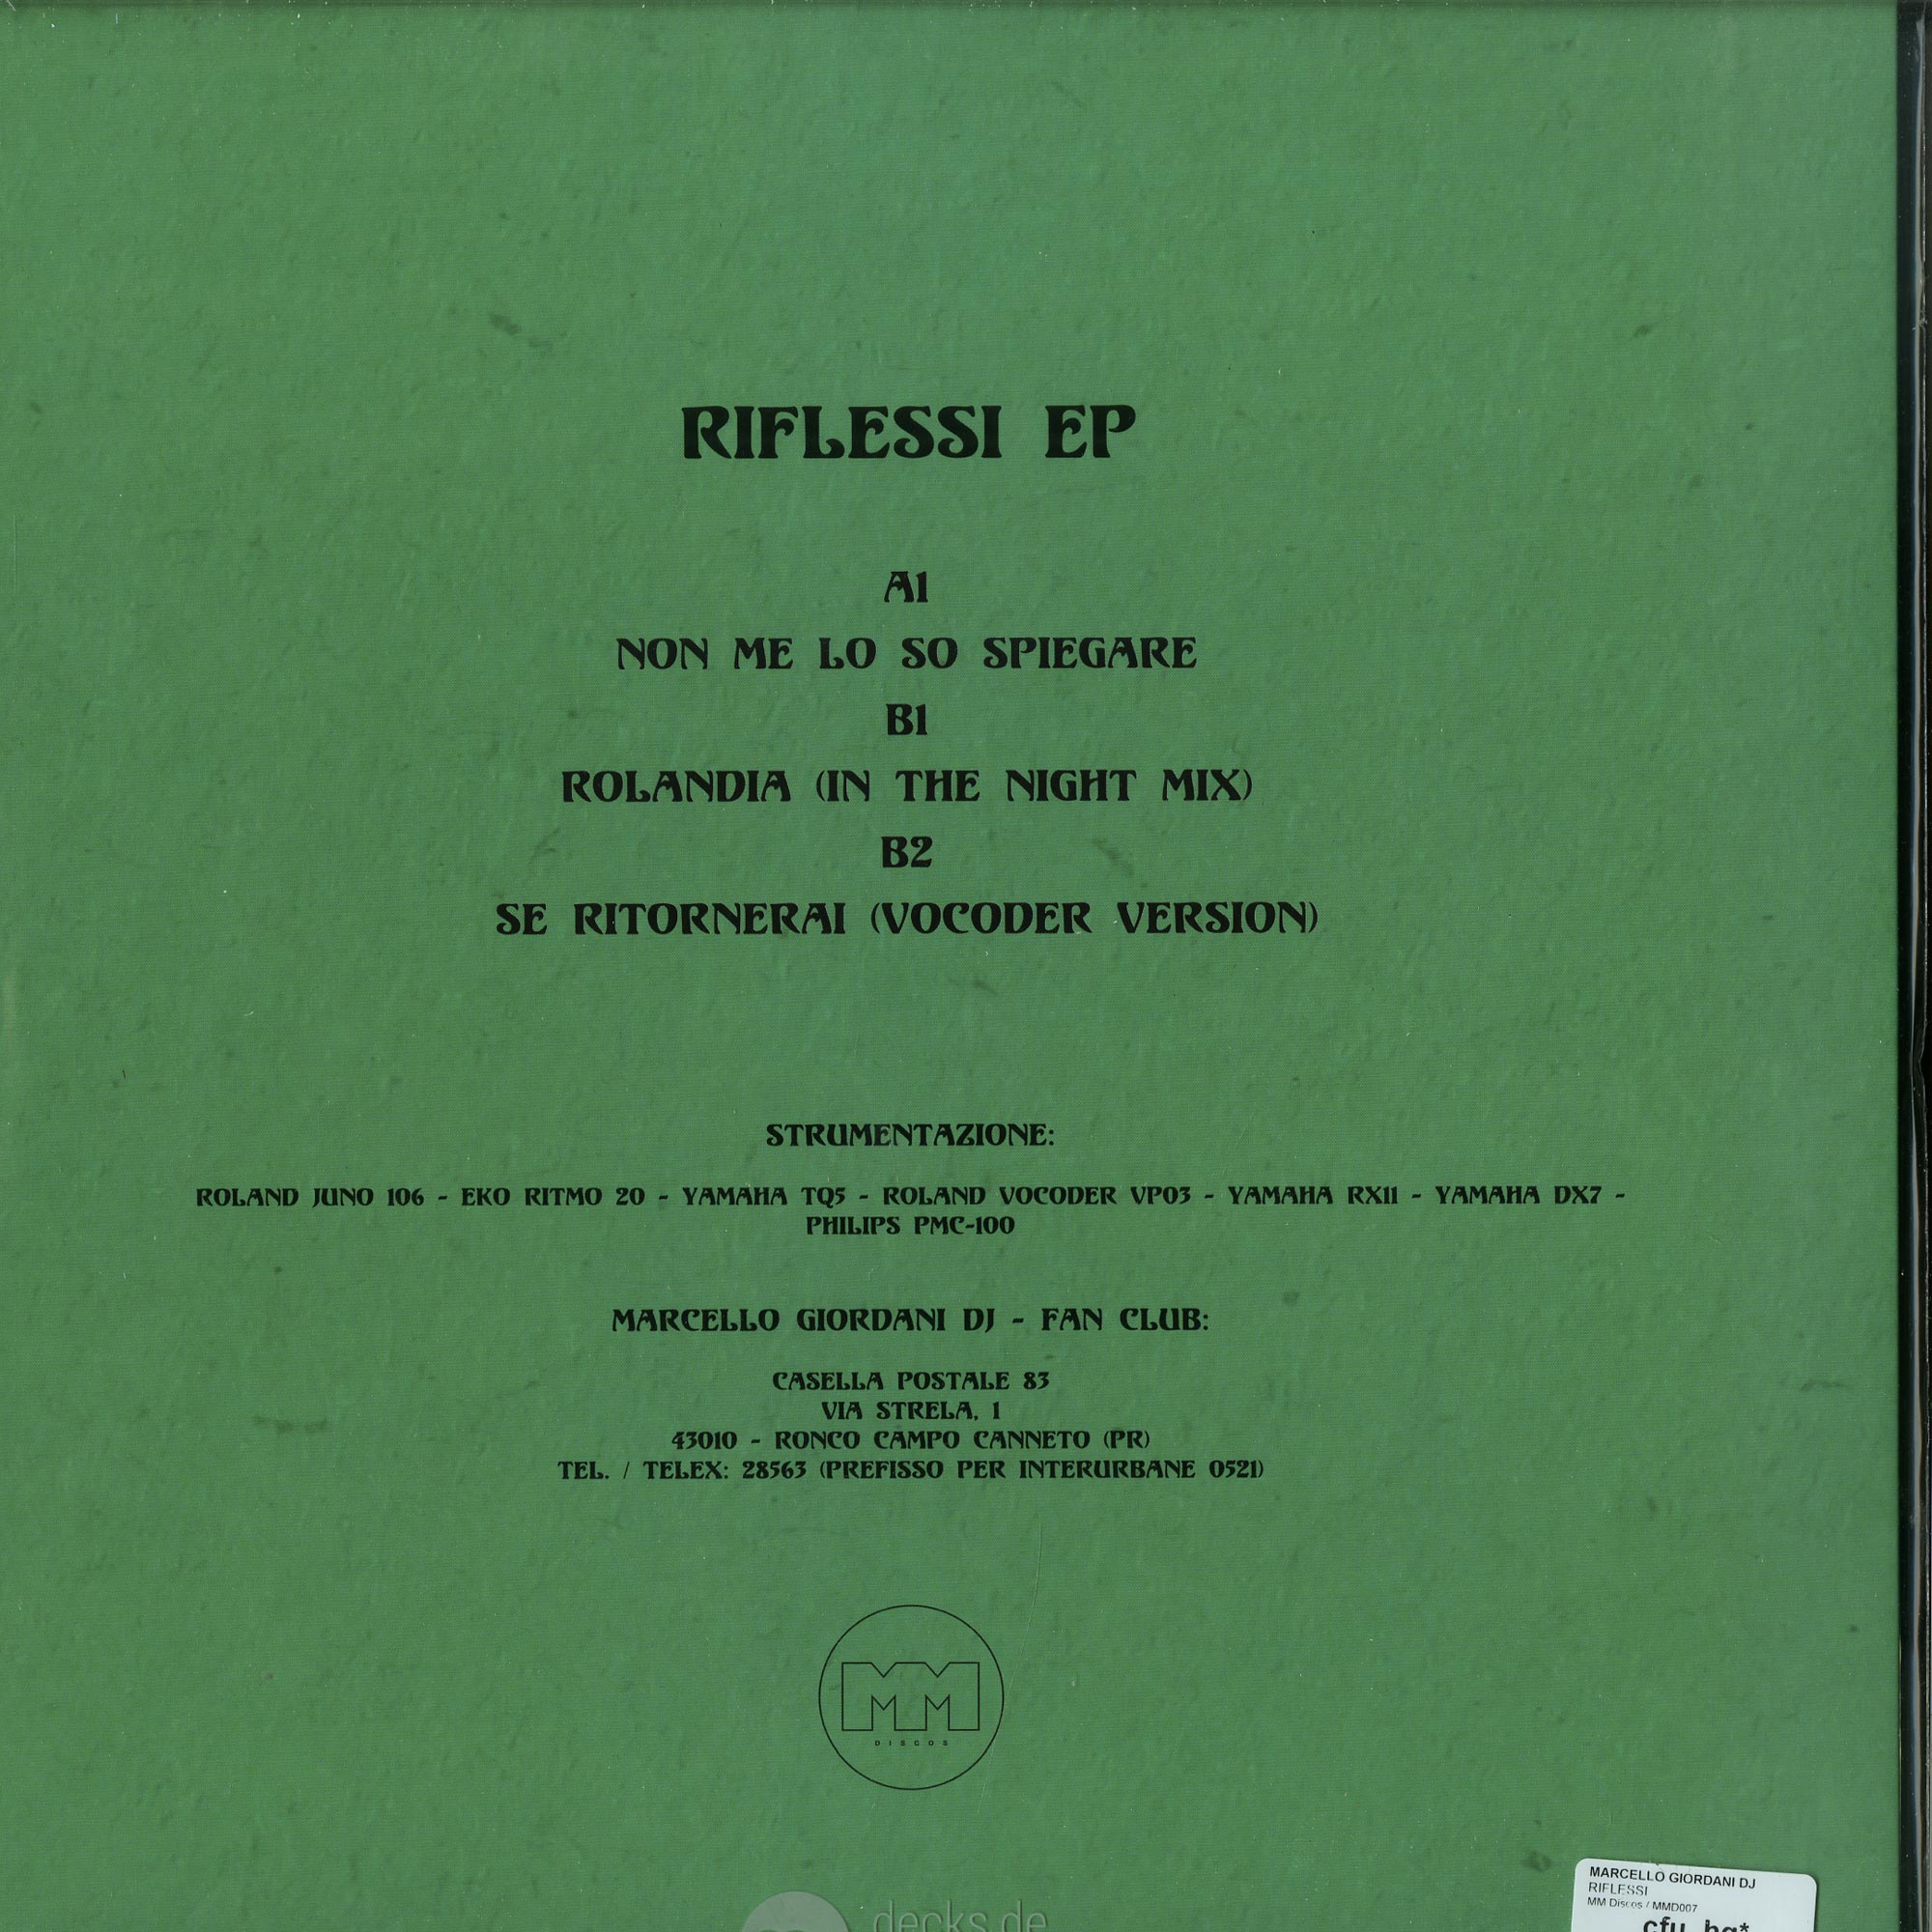 RIFLESSI EP
A1
NON ME LO SO SPIEGARE
B1
ROLANDIA (IN THE NIGHT MIX)
B2
SE RITORNERAI (VOCODER VERSION)
STRUMENTAZIONE:
ROLAND JUNO 106 - EKO RITMO 20 - YAMAHA TQ5 - ROLAND VOCODER VP03 - YAMAHA RX11 - YAMAHA DX7 -
PHILIPS PMC-100
MARCELLO GIORDANI DJ - FAN CLUB:
CASELLA POSTALE 83
VIA STRELA, 1
43010 - RONCO CAMPO CANNETO (PR)
TEL. / TELEX: 28563 (PREFISSO PER INTERURBANE 0521)
MM
DISCOS
decks.de
MARCELLO GIORDANI DJ
RIFLESSI
MM Discos / MMD007